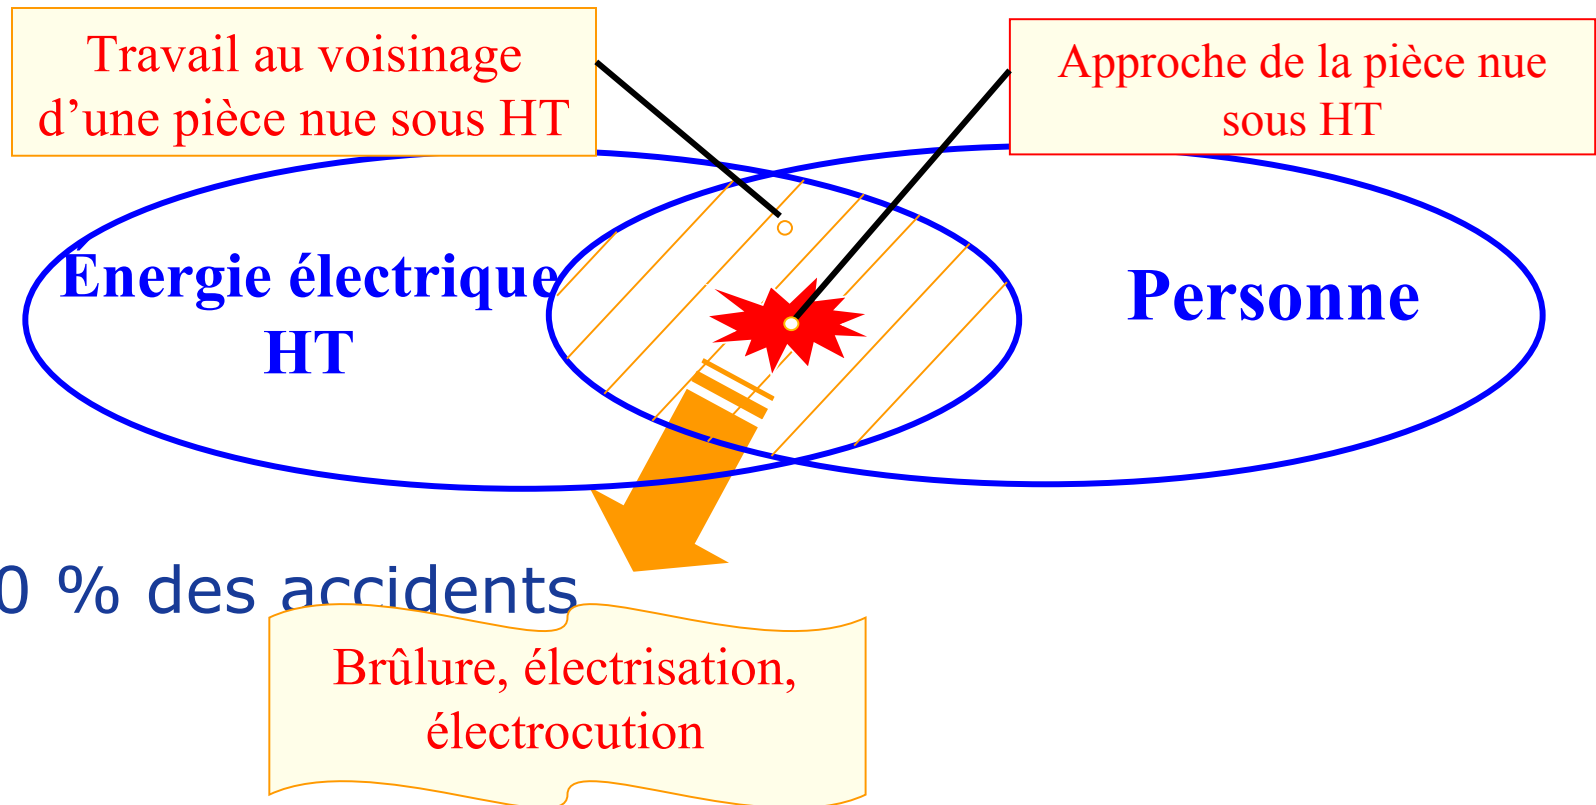 Travail au voisinage
d’une pièce nue sous HT
Approche de la pièce nue
sous HT
Énergie électrique
HT
Personne
0 % des accidents
Brûlure, électrisation,
électrocution